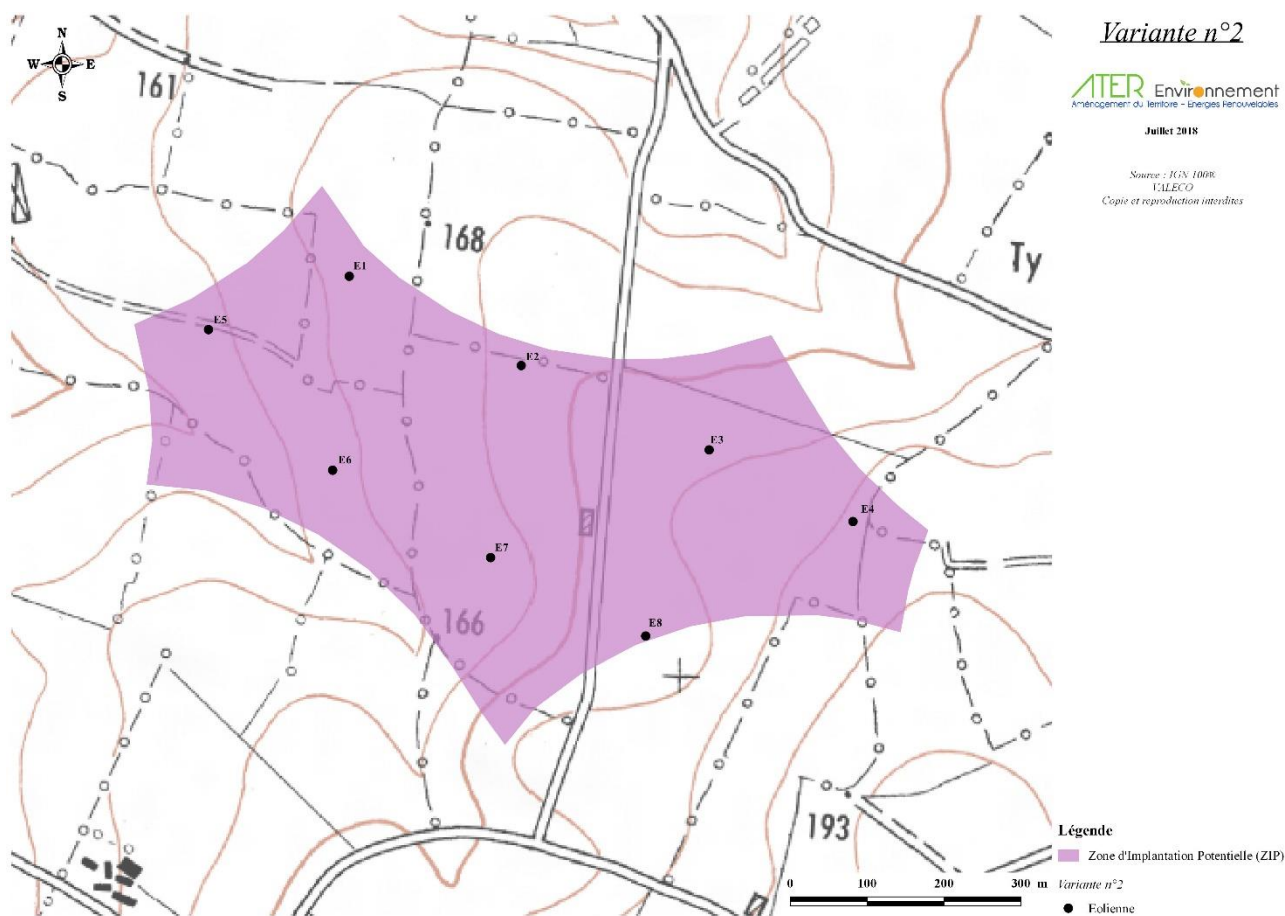 Variante n°2
ATER Environnement
Aménagement du Territoire - Energies Renouvelables
Juillet 2018
Source : IGN 100®
VALECO
Copie et reproduction interdites
N
W E
S
161
168
Ty
E1
E5
E2
E3
E6
E4
E7
166
E8
193
Légende
Zone d'Implantation Potentielle (ZIP)
Variante n°2
Eolienne
0 100 200 300 m